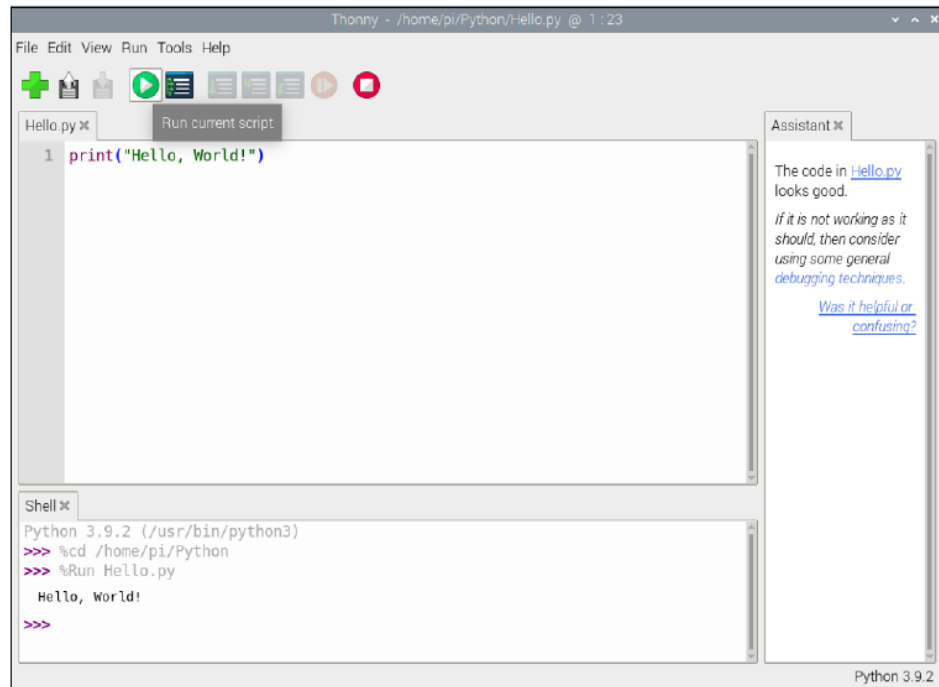 Thonny - /home/pi/Python/Hello.py @ 1:23
File Edit View Run Tools Help
Run current script
Hello.py
1 print("Hello, World!")
Shell
Python 3.9.2 (/usr/bin/python3)
>>> %cd /home/pi/Python
>>> %Run Hello.py
Hello, World!
>>>
Assistant
The code in Hello.py
looks good.
If it is not working as it
should, then consider
using some general
debugging techniques.
Was it helpful or
confusing?
Python 3.9.2